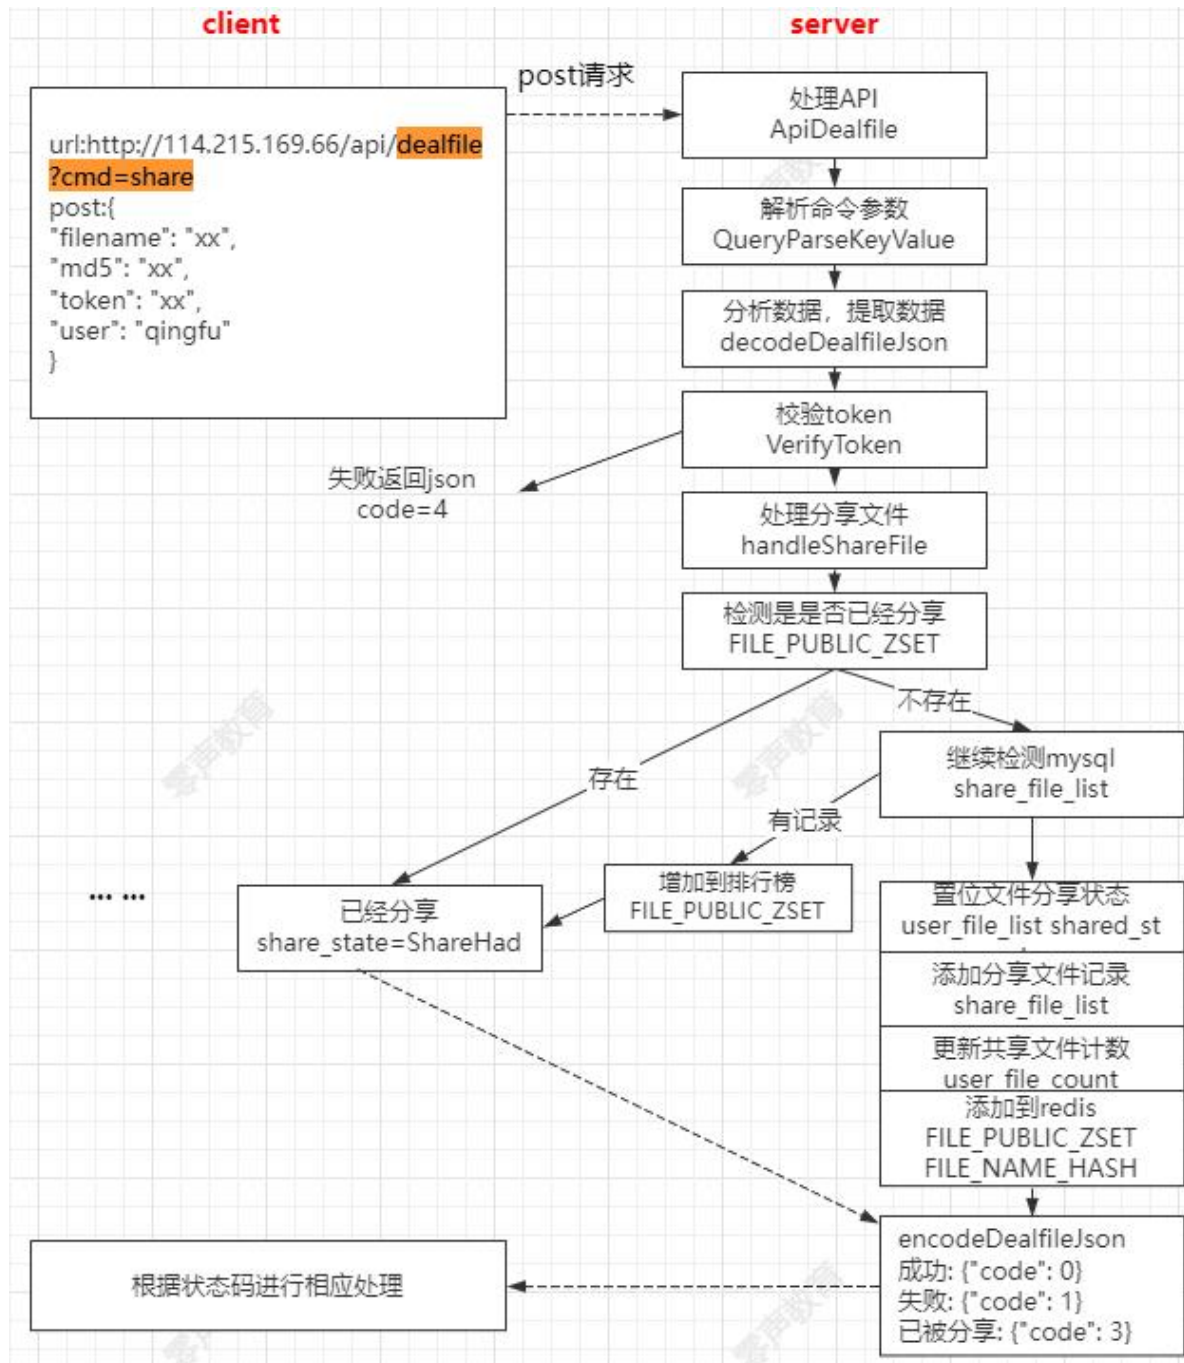 client
server
post请求
url:http://114.215.169.66/api/dealfile
?cmd=share
post:{
"filename": "xx",
"md5": "xx",
"token": "xx",
"user": "qingfu"
}
处理API
ApiDealfile
解析命令参数
QueryParseKeyValue
分析数据，提取数据
decodeDealfileJson
校验token
VerifyToken
失败返回json
code=4
处理分享文件
handleShareFile
检测是是否已经分享
FILE_PUBLIC_ZSET
不存在
存在
继续检测mysql
share_file_list
有记录
增加到排行榜
FILE_PUBLIC_ZSET
... ...
已经分享
share_state=ShareHad
置位文件分享状态
user_file_list shared_st
添加分享文件记录
share_file_list
更新共享文件计数
user_file_count
添加到redis
FILE_PUBLIC_ZSET
FILE_NAME_HASH
encodeDealfileJson
成功: {"code": 0}
失败: {"code": 1}
已被分享: {"code": 3}
根据状态码进行相应处理
零声教育
零声教育